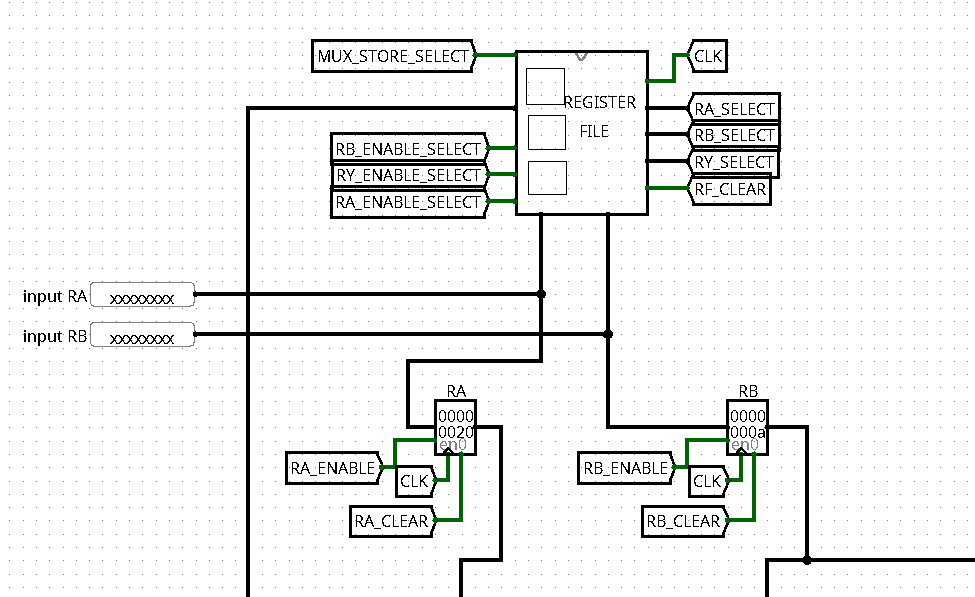 MUX_STORE_SELECT
CLK
REGISTER
FILE
RA_SELECT
RB_SELECT
RY_SELECT
RF_CLEAR
RB_ENABLE_SELECT
RY_ENABLE_SELECT
RA_ENABLE_SELECT
input RA xxxxxxxx
input RB xxxxxxxx
RA
0000
0020
en0
RA_ENABLE
CLK
RA_CLEAR
RB
0000
000a
en0
RB_ENABLE
CLK
RB_CLEAR